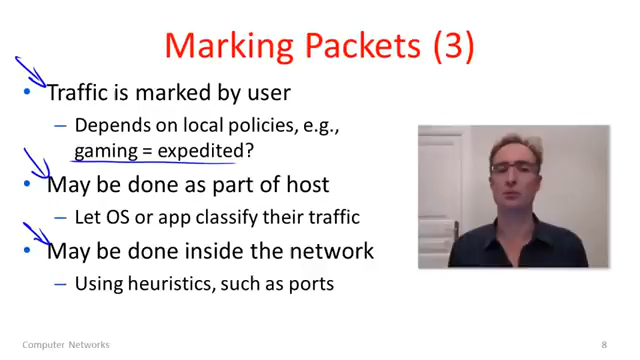 Marking Packets (3)
• Traffic is marked by user
– Depends on local policies, e.g.,
gaming = expedited?
• May be done as part of host
– Let OS or app classify their traffic
• May be done inside the network
– Using heuristics, such as ports
Computer Networks
8